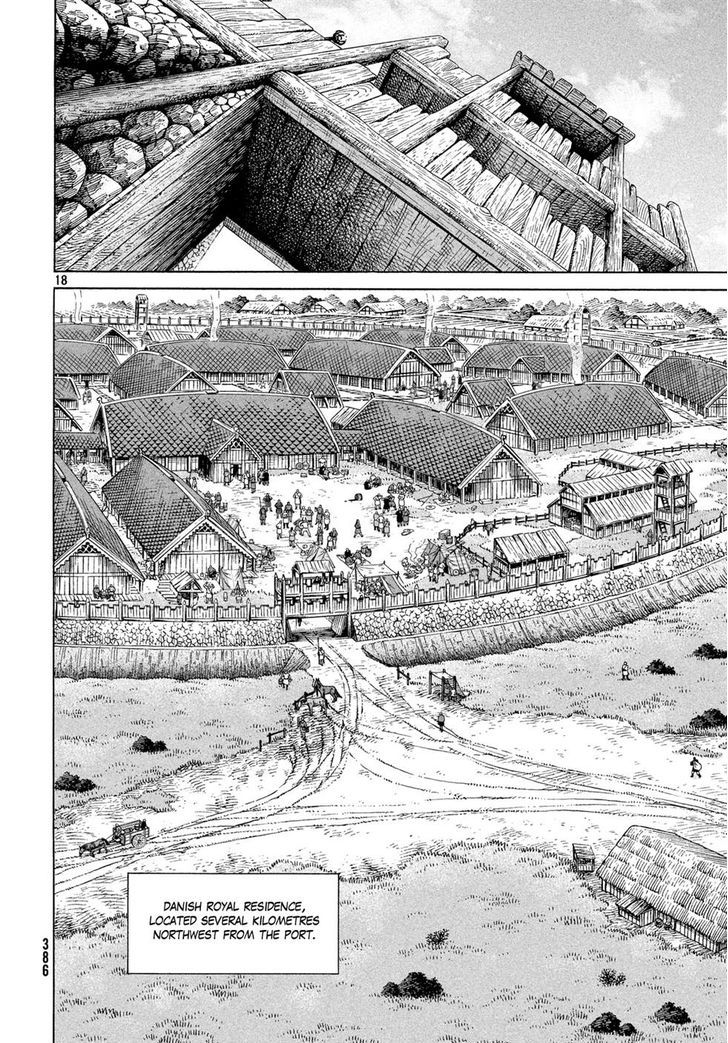 18
DANISH ROYAL RESIDENCE,
LOCATED SEVERAL KILOMETRES
NORTHWEST FROM THE PORT.
386